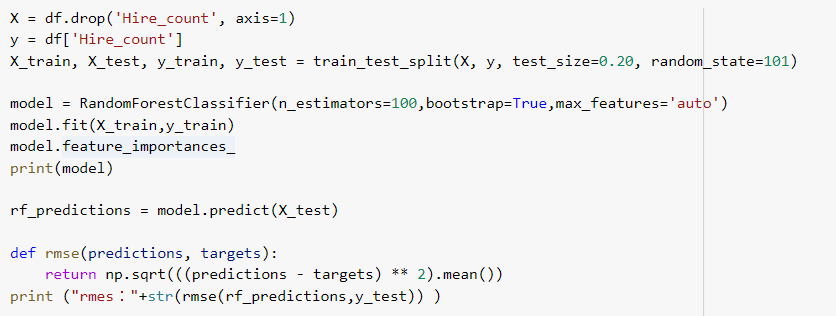 X = df.drop('Hire_count', axis=1)
y = df['Hire_count']
X_train, X_test, y_train, y_test = train_test_split(X, y, test_size=0.20, random_state=101)
model = RandomForestClassifier(n_estimators=100,bootstrap=True,max_features='auto')
model.fit(X_train,y_train)
model.feature_importances_
print(model)
rf_predictions = model.predict(X_test)
def rmse(predictions, targets):
    return np.sqrt(((predictions - targets) ** 2).mean())
print ("rmes："+str(rmse(rf_predictions,y_test)) )